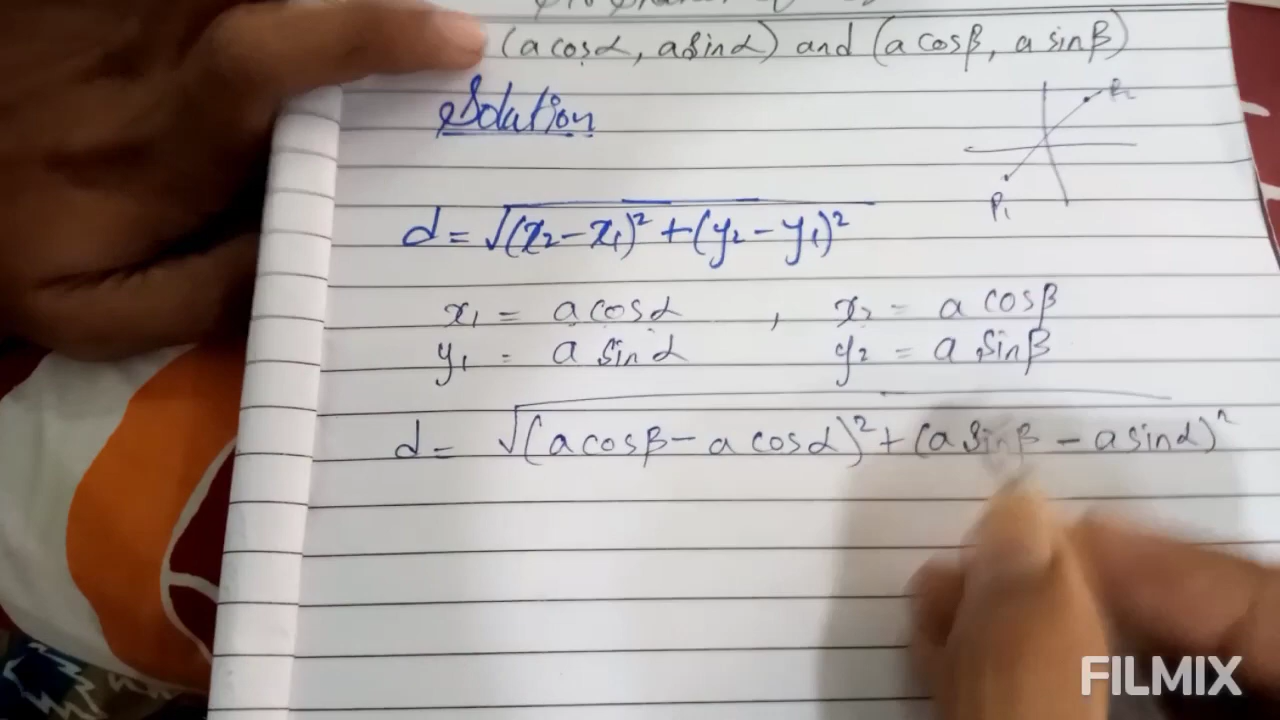 (a cosα, a sinα) and (a cosβ, a sinβ)
Solution
P₂
P₁
d = √(x₂ − x₁)² + (y₂ − y₁)²
x₁ = a cosα , x₂ = a cosβ
y₁ = a sinα y₂ = a sinβ
d = √(a cosβ − a cosα)² + (a sinβ − a sinα)²
FILMIX